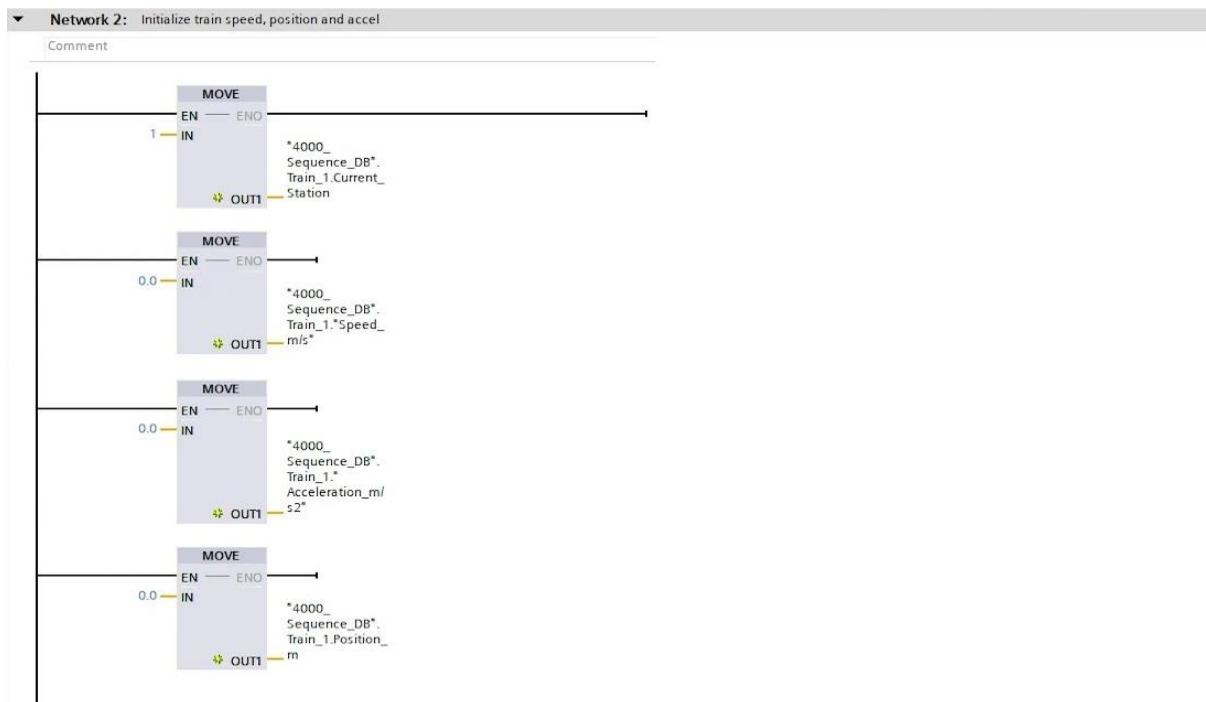 Network 2: Initialize train speed, position and accel
Comment
MOVE
EN ENO
1 IN
"4000_
Sequence_DB".
Train_1.Current_
OUT1 Station
MOVE
EN ENO
0.0 IN
"4000_
Sequence_DB".
Train_1."Speed_
OUT1 m/s"
MOVE
EN ENO
0.0 IN
"4000_
Sequence_DB".
Train_1."
Acceleration_m/
OUT1 s2"
MOVE
EN ENO
0.0 IN
"4000_
Sequence_DB".
Train_1.Position_
OUT1 m